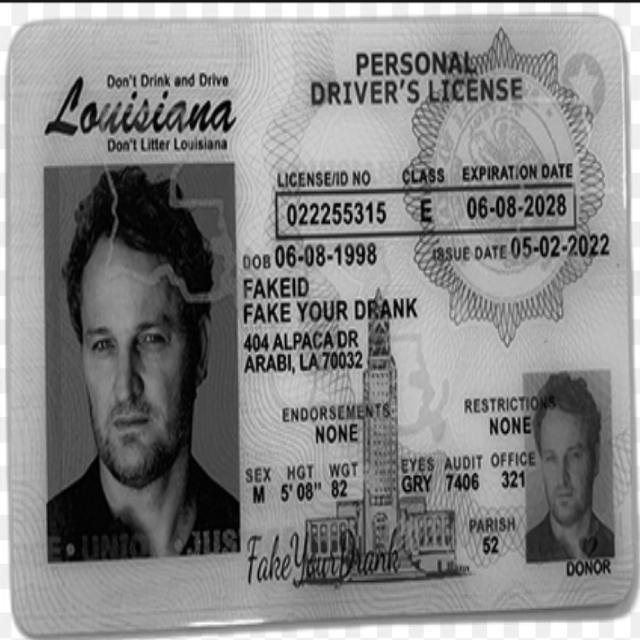 Don't Drink and Drive
Louisiana
Don't Litter Louisiana
PERSONAL
DRIVER'S LICENSE
LICENSE/ID NO CLASS EXPIRATION DATE
022255315 E 06-08-2028
DOB 06-08-1998 ISSUE DATE 05-02-2022
FAKEID
FAKE YOUR DRANK
404 ALPACA DR
ARABI, LA 70032
ENDORSEMENTS RESTRICTIONS
NONE NONE
SEX HGT WGT EYES AUDIT OFFICE
M 5'08" 82 GRY 7406 321
PARISH
52
FakeYourDrank
DONOR